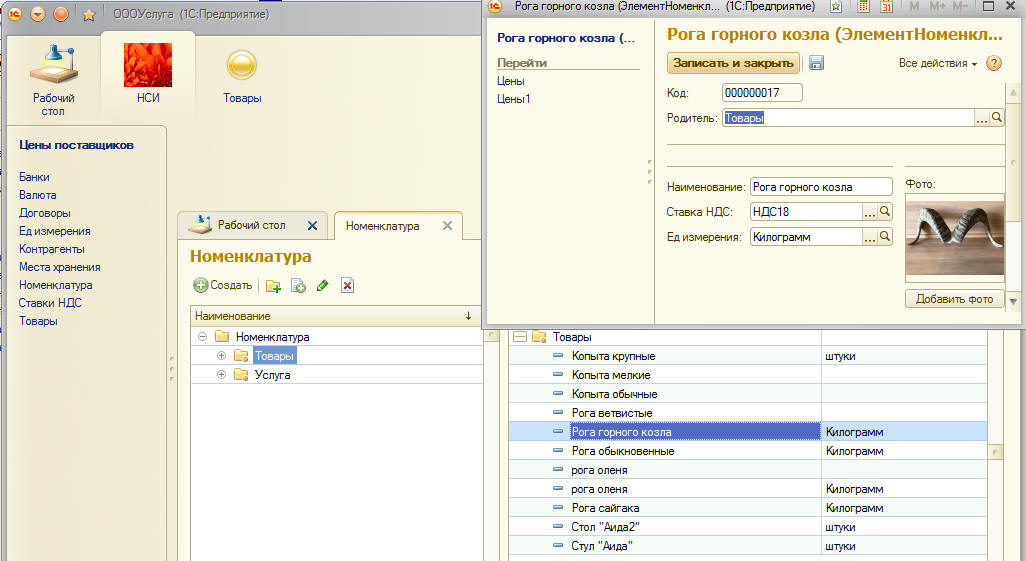 ОООУслуга (1С:Предприятие)
Рабочий
стол
НСИ
Товары
Цены поставщиков
Банки
Валюта
Договоры
Ед измерения
Контрагенты
Места хранения
Номенклатура
Ставки НДС
Товары
Рабочий стол
Номенклатура
Номенклатура
Создать
Наименование
Номенклатура
Товары
Услуга
Рога горного козла (ЭлементНоменкл... (1С:Предприятие)
31
M M+ M-
Рога горного козла (...
Перейти
Цены
Цены1
Рога горного козла (ЭлементНоменкл...
Записать и закрыть
Все действия
?
Код: 000000017
Родитель: Товары ...
Наименование: Рога горного козла
Ставка НДС: НДС18 ...
Ед измерения: Килограмм ...
Фото:
Добавить фото
Товары
Копыта крупные штуки
Копыта мелкие
Копыта обычные
Рога ветвистые
Рога горного козла Килограмм
Рога обыкновенные Килограмм
рога оленя
рога оленя Килограмм
Рога сайгака Килограмм
Стол "Аида2" штуки
Стул "Аида" штуки